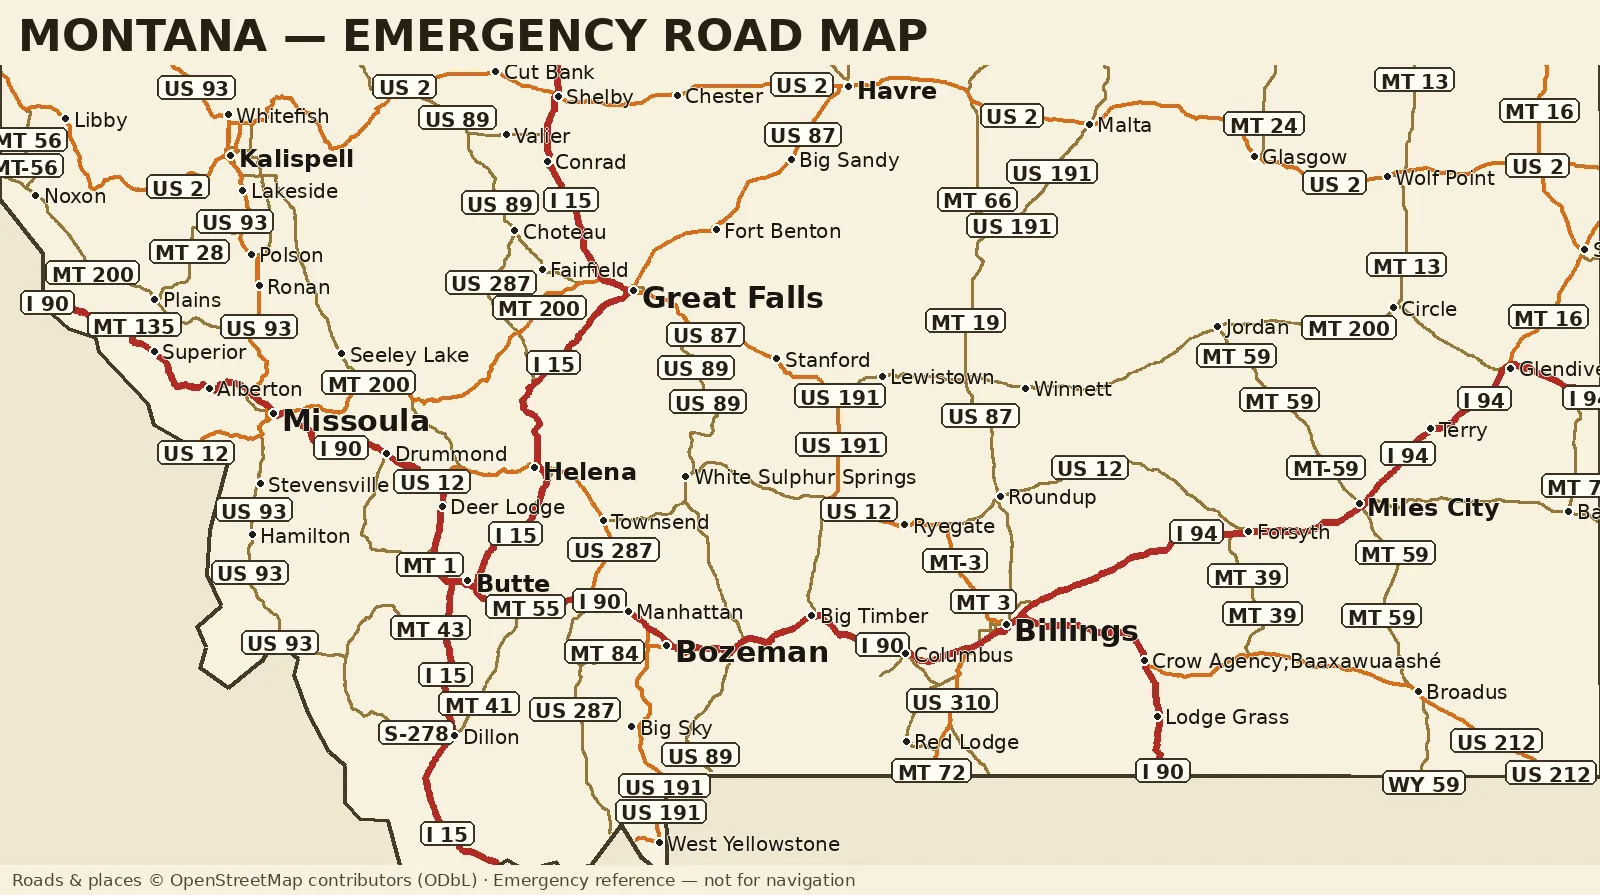 MONTANA — EMERGENCY ROAD MAP
Cut Bank
US 93
US 2
Shelby
Chester
US 2
Havre
MT 13
Libby
Whitefish
US 89
US 2
Malta
MT 24
MT 16
MT 56
Valier
US 87
MT-56
Kalispell
Conrad
Big Sandy
US 191
Glasgow
US 2
Noxon
US 2
Lakeside
US 89
I 15
MT 66
US 2
Wolf Point
US 93
Choteau
Fort Benton
US 191
MT 28
Polson
MT 200
Fairfield
MT 13
Ronan
US 287
I 90
Plains
MT 200
Great Falls
Circle
MT 135
US 93
US 87
MT 19
Jordan
MT 200
MT 16
Superior
Seeley Lake
I 15
US 89
Stanford
MT 59
Alberton
MT 200
US 89
US 191
Lewistown
Winnett
MT 59
I 94
Glendive
I 94
Missoula
US 87
Terry
US 12
I 90
Drummond
US 191
I 94
Helena
White Sulphur Springs
US 12
MT-59
Stevensville
US 12
Roundup
MT 7
US 93
Deer Lodge
US 12
Miles City
Ba
Hamilton
I 15
Townsend
Ryegate
I 94
Forsyth
US 287
MT 59
US 93
MT 1
Butte
MT-3
MT 39
MT 55
I 90
Manhattan
Big Timber
MT 3
MT 39
MT 59
US 93
MT 43
MT 84
Bozeman
I 90
Columbus
Billings
Crow Agency;Baaxawuaashé
I 15
Broadus
MT 41
US 287
US 310
Lodge Grass
S-278
Dillon
Big Sky
US 89
Red Lodge
US 212
US 191
MT 72
I 90
WY 59
US 212
US 191
I 15
West Yellowstone
Roads & places © OpenStreetMap contributors (ODbL) · Emergency reference — not for navigation